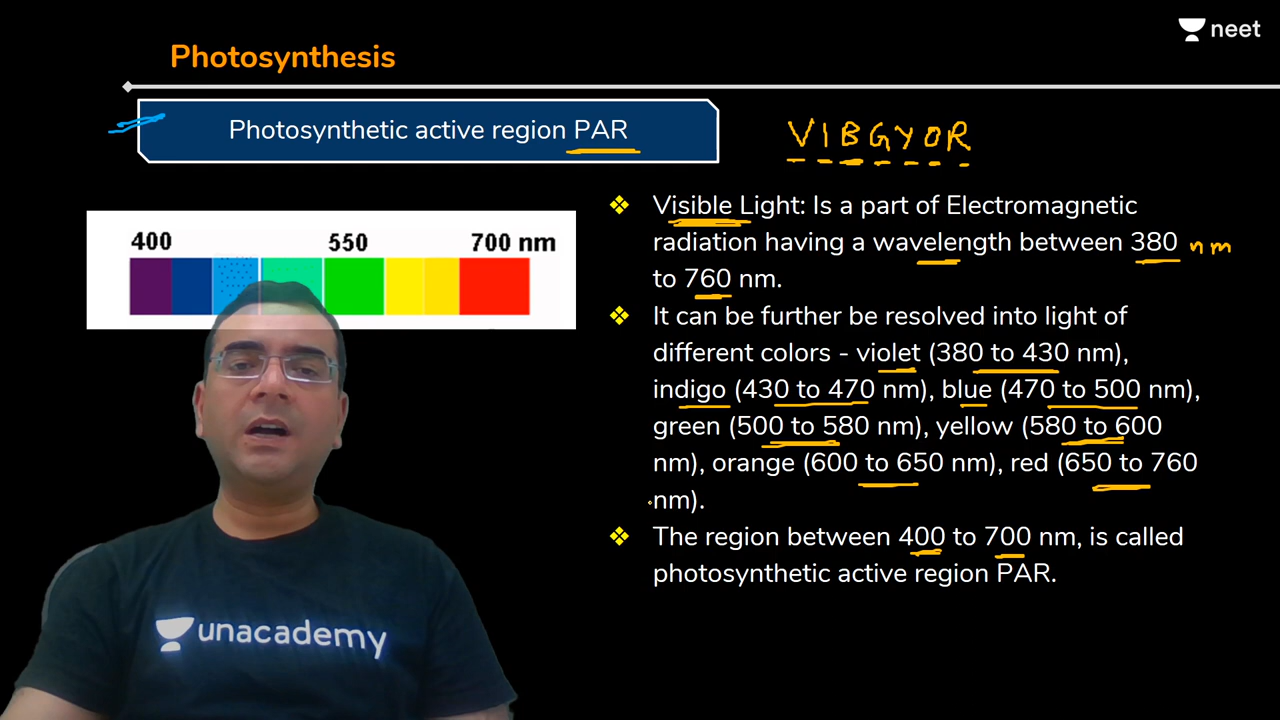 neet
Photosynthesis
Photosynthetic active region PAR
VIBGYOR
Visible Light: Is a part of Electromagnetic
radiation having a wavelength between 380 nm
to 760 nm.
400 550 700 nm
It can be further be resolved into light of
different colors - violet (380 to 430 nm),
indigo (430 to 470 nm), blue (470 to 500 nm),
green (500 to 580 nm), yellow (580 to 600
nm), orange (600 to 650 nm), red (650 to 760
nm).
The region between 400 to 700 nm, is called
photosynthetic active region PAR.
unacademy